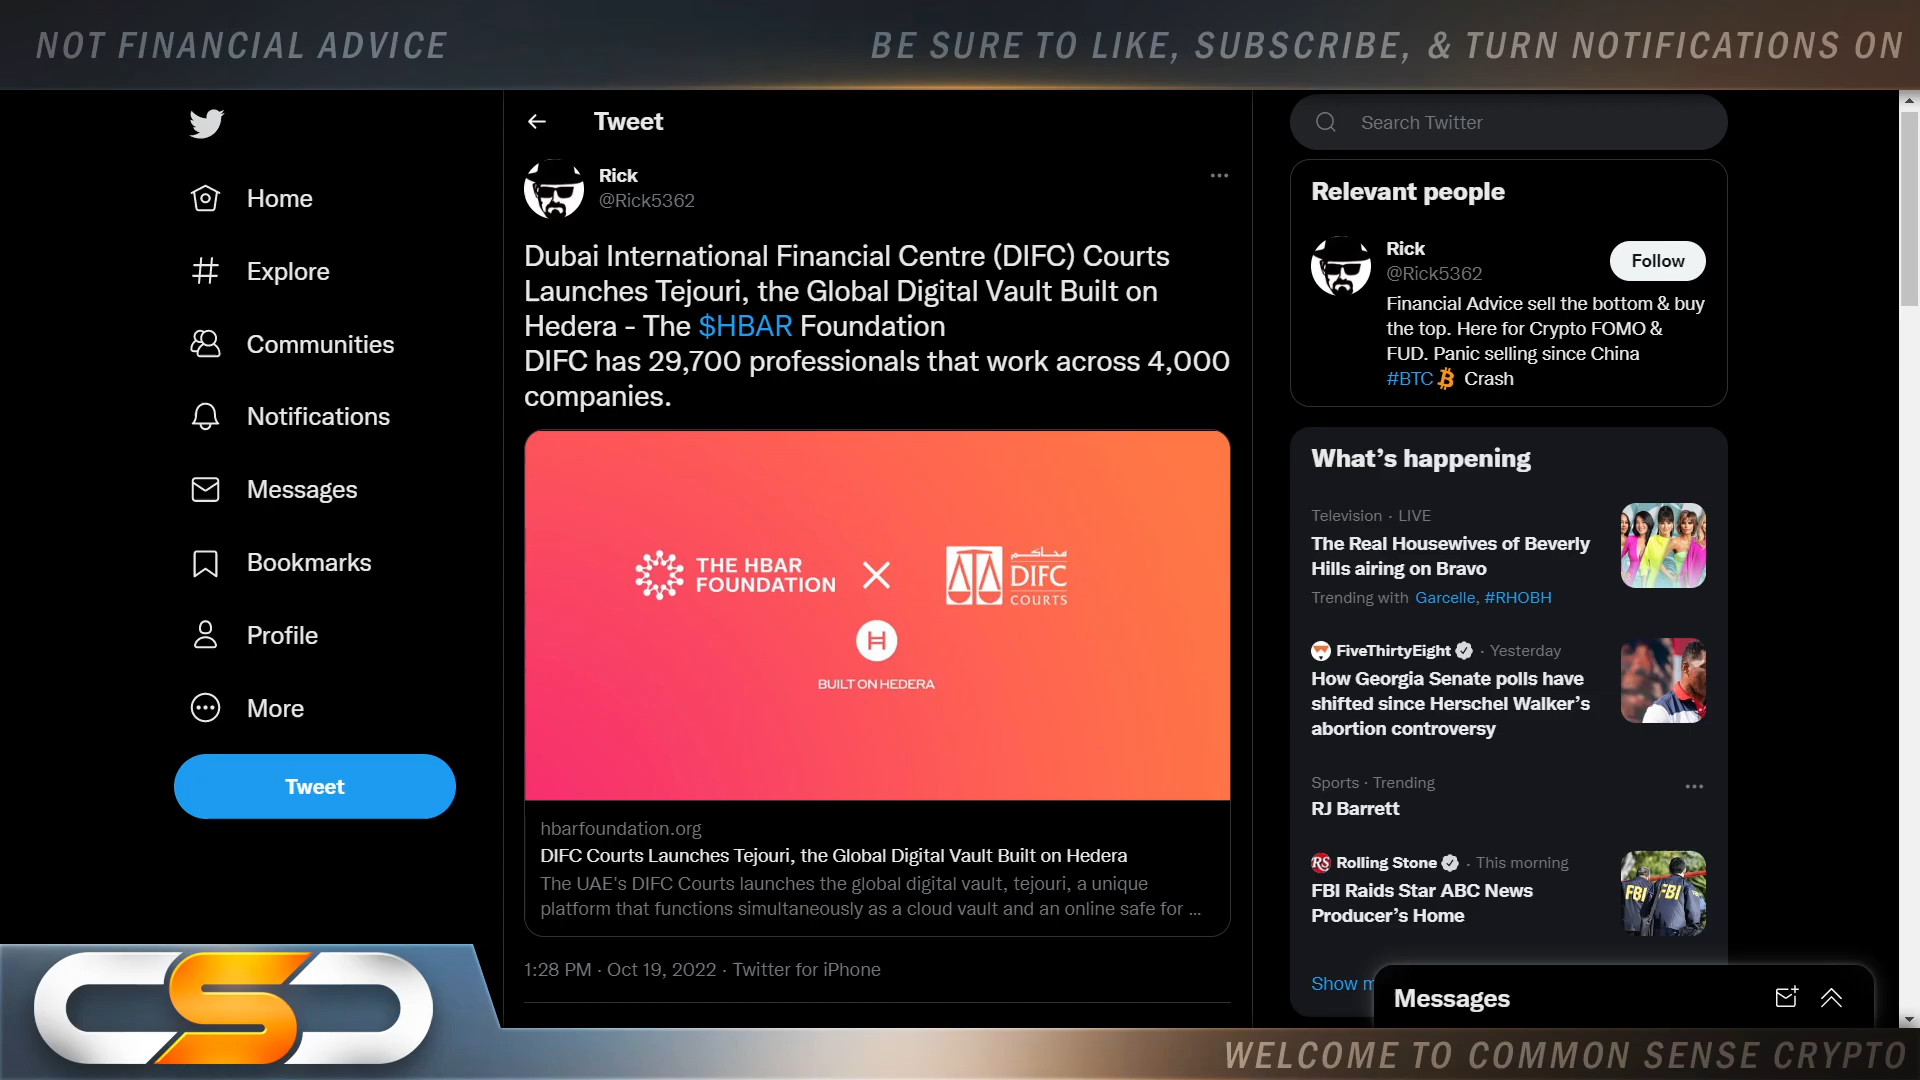 NOT FINANCIAL ADVICE
BE SURE TO LIKE, SUBSCRIBE, & TURN NOTIFICATIONS ON
Home
Explore
Communities
Notifications
Messages
Bookmarks
Profile
More
Tweet
Tweet
Rick
@Rick5362
Dubai International Financial Centre (DIFC) Courts
Launches Tejouri, the Global Digital Vault Built on
Hedera - The $HBAR Foundation
DIFC has 29,700 professionals that work across 4,000
companies.
THE HBAR
FOUNDATION
محاكم
DIFC
COURTS
BUILT ON HEDERA
hbarfoundation.org
DIFC Courts Launches Tejouri, the Global Digital Vault Built on Hedera
The UAE's DIFC Courts launches the global digital vault, tejouri, a unique
platform that functions simultaneously as a cloud vault and an online safe for ...
1:28 PM · Oct 19, 2022 · Twitter for iPhone
Search Twitter
Relevant people
Rick
@Rick5362
Follow
Financial Advice sell the bottom & buy
the top. Here for Crypto FOMO &
FUD. Panic selling since China
#BTC Crash
What's happening
Television · LIVE
The Real Housewives of Beverly
Hills airing on Bravo
Trending with Garcelle, #RHOBH
FiveThirtyEight · Yesterday
How Georgia Senate polls have
shifted since Herschel Walker's
abortion controversy
Sports · Trending
RJ Barrett
RS Rolling Stone · This morning
FBI Raids Star ABC News
Producer's Home
FBI FBI
Show
Messages
CSC
WELCOME TO COMMON SENSE CRYPTO